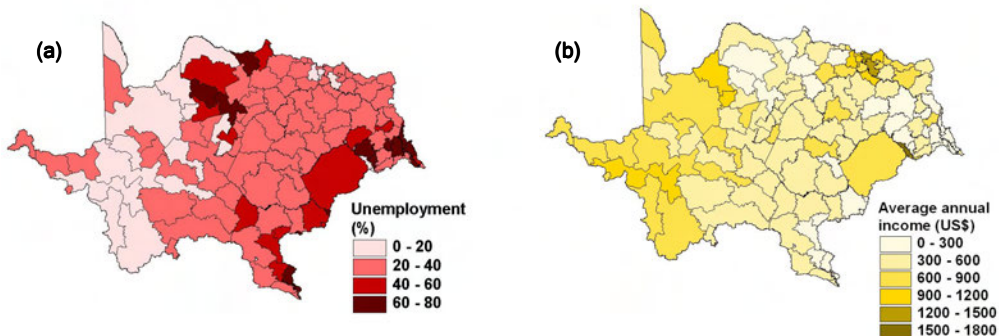 (a)
Unemployment
(%)
0 - 20
20 - 40
40 - 60
60 - 80
(b)
Average annual
income (US$)
0 - 300
300 - 600
600 - 900
900 - 1200
1200 - 1500
1500 - 1800